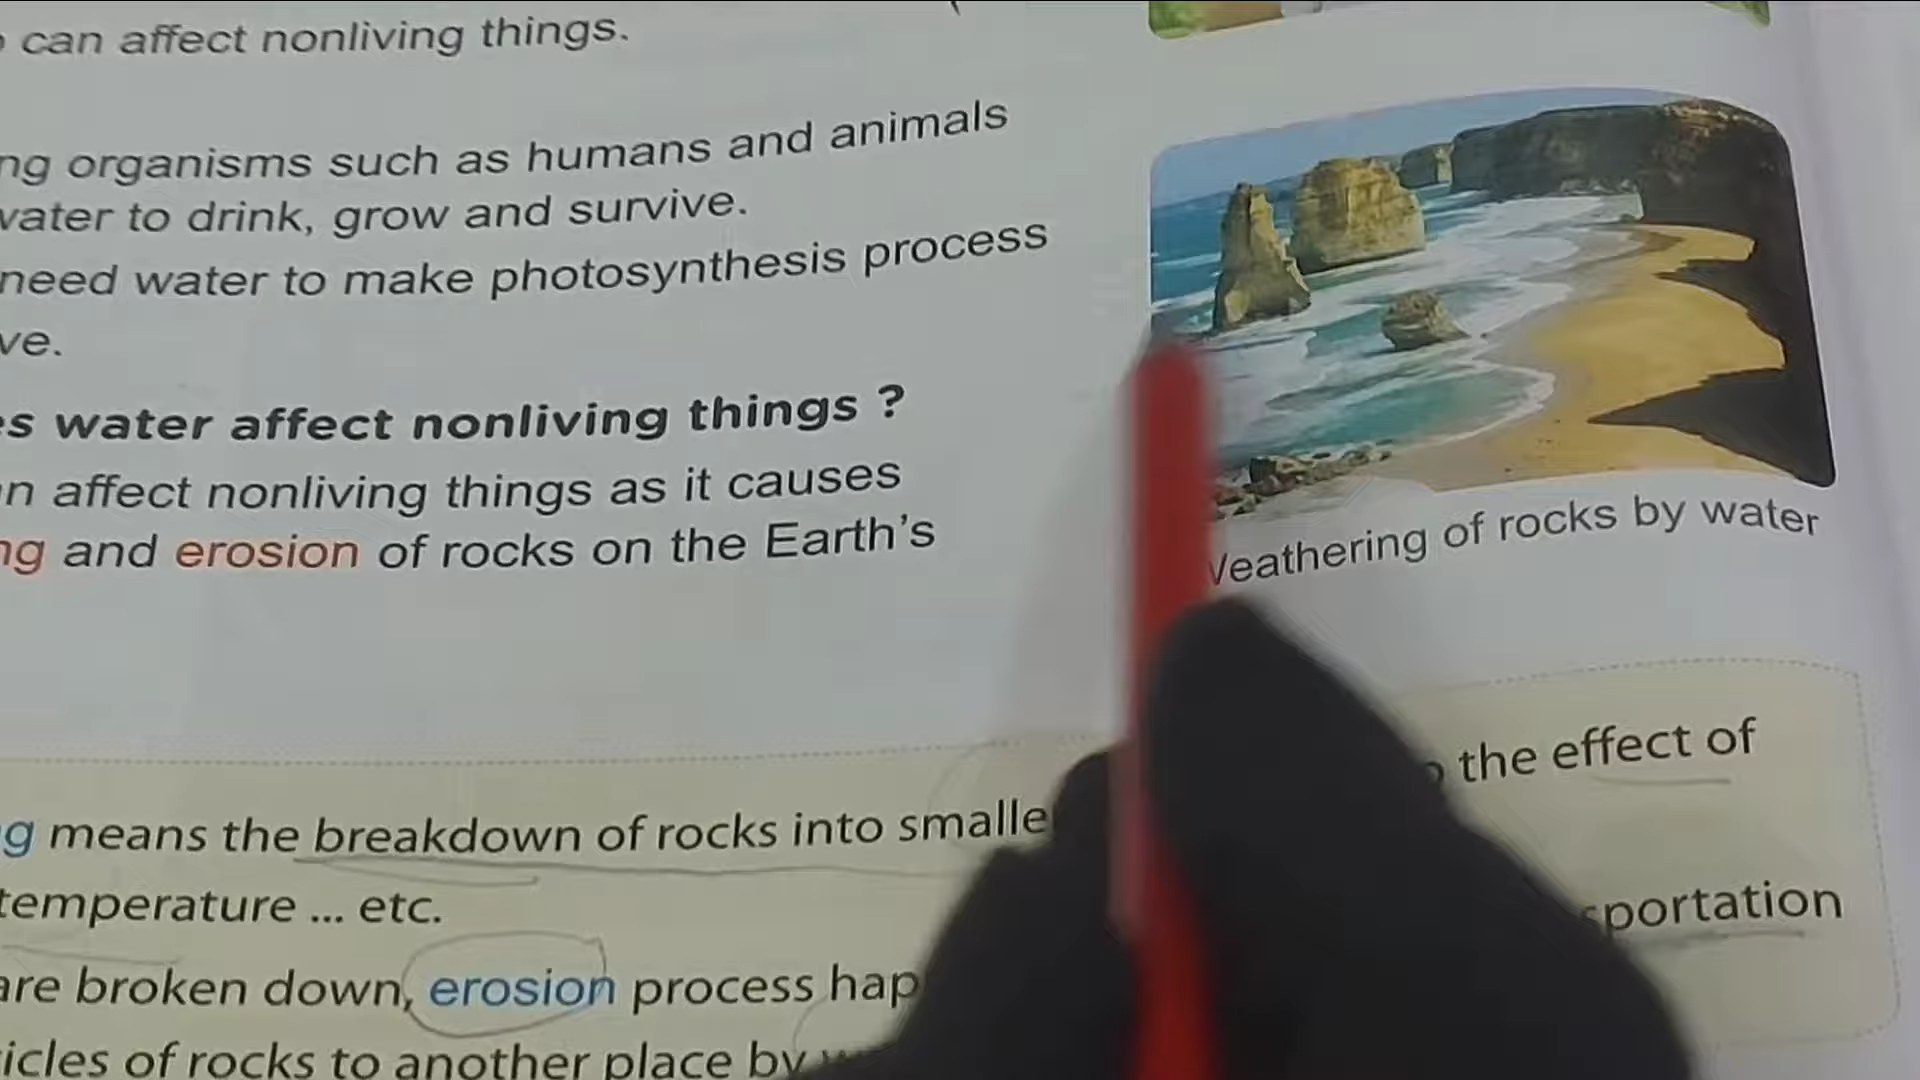 can affect nonliving things.
ng organisms such as humans and animals
vater to drink, grow and survive.
need water to make photosynthesis process
ve.
es water affect nonliving things ?
an affect nonliving things as it causes
ng and erosion of rocks on the Earth's
Weathering of rocks by water
g means the breakdown of rocks into smalle the effect of
temperature ... etc.
sportation
are broken down, erosion process hap
icles of rocks to another place by